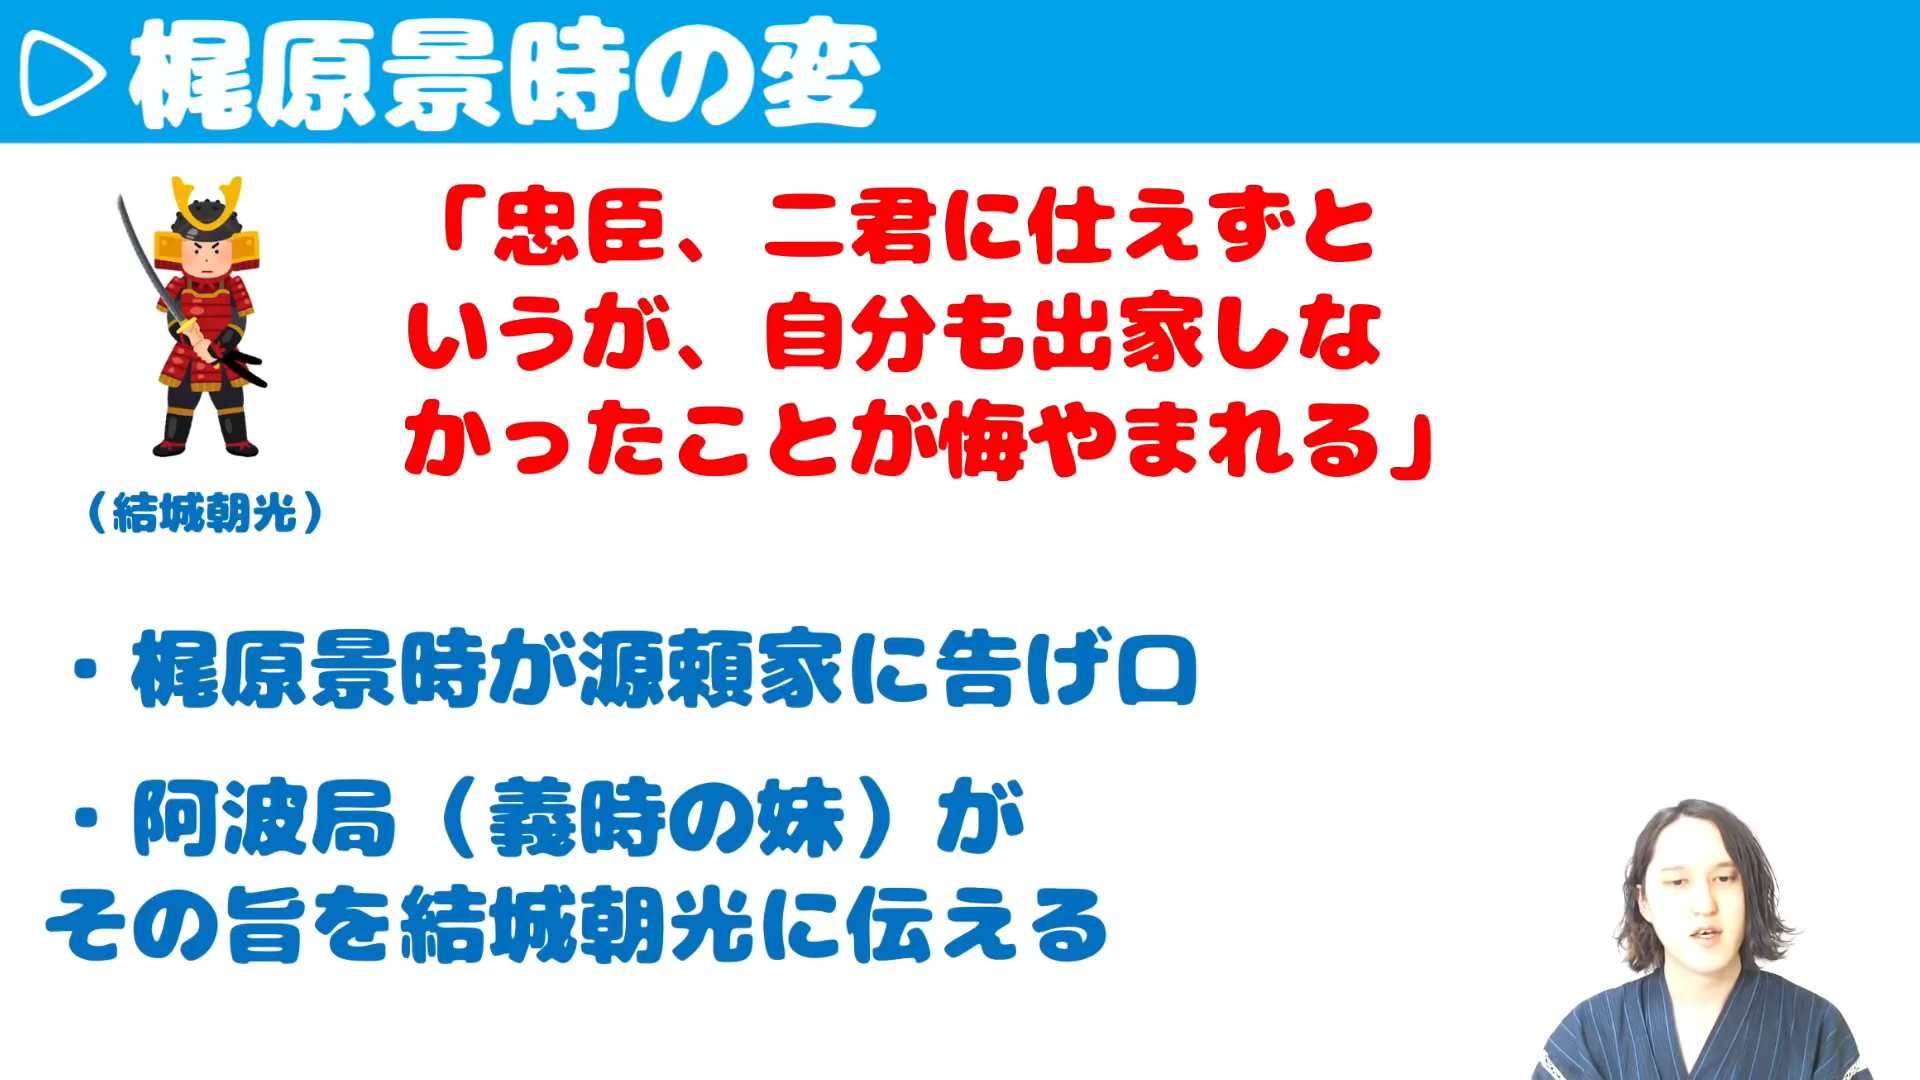 梶原景時の変
「忠臣、二君に仕えずと
いうが、自分も出家しな
かったことが悔やまれる」
（結城朝光）
・梶原景時が源頼家に告げ口
・阿波局（義時の妹）が
その旨を結城朝光に伝える